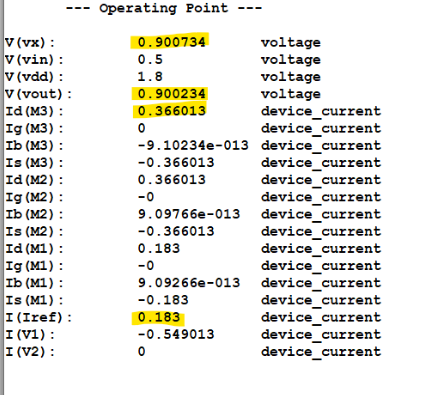 --- Operating Point ---
V(vx): 0.900734 voltage
V(vin): 0.5 voltage
V(vdd): 1.8 voltage
V(vout): 0.900234 voltage
Id(M3): 0.366013 device_current
Ig(M3): 0 device_current
Ib(M3): -9.10234e-013 device_current
Is(M3): -0.366013 device_current
Id(M2): 0.366013 device_current
Ig(M2): -0 device_current
Ib(M2): 9.09766e-013 device_current
Is(M2): -0.366013 device_current
Id(M1): 0.183 device_current
Ig(M1): -0 device_current
Ib(M1): 9.09266e-013 device_current
Is(M1): -0.183 device_current
I(Iref): 0.183 device_current
I(V1): -0.549013 device_current
I(V2): 0 device_current